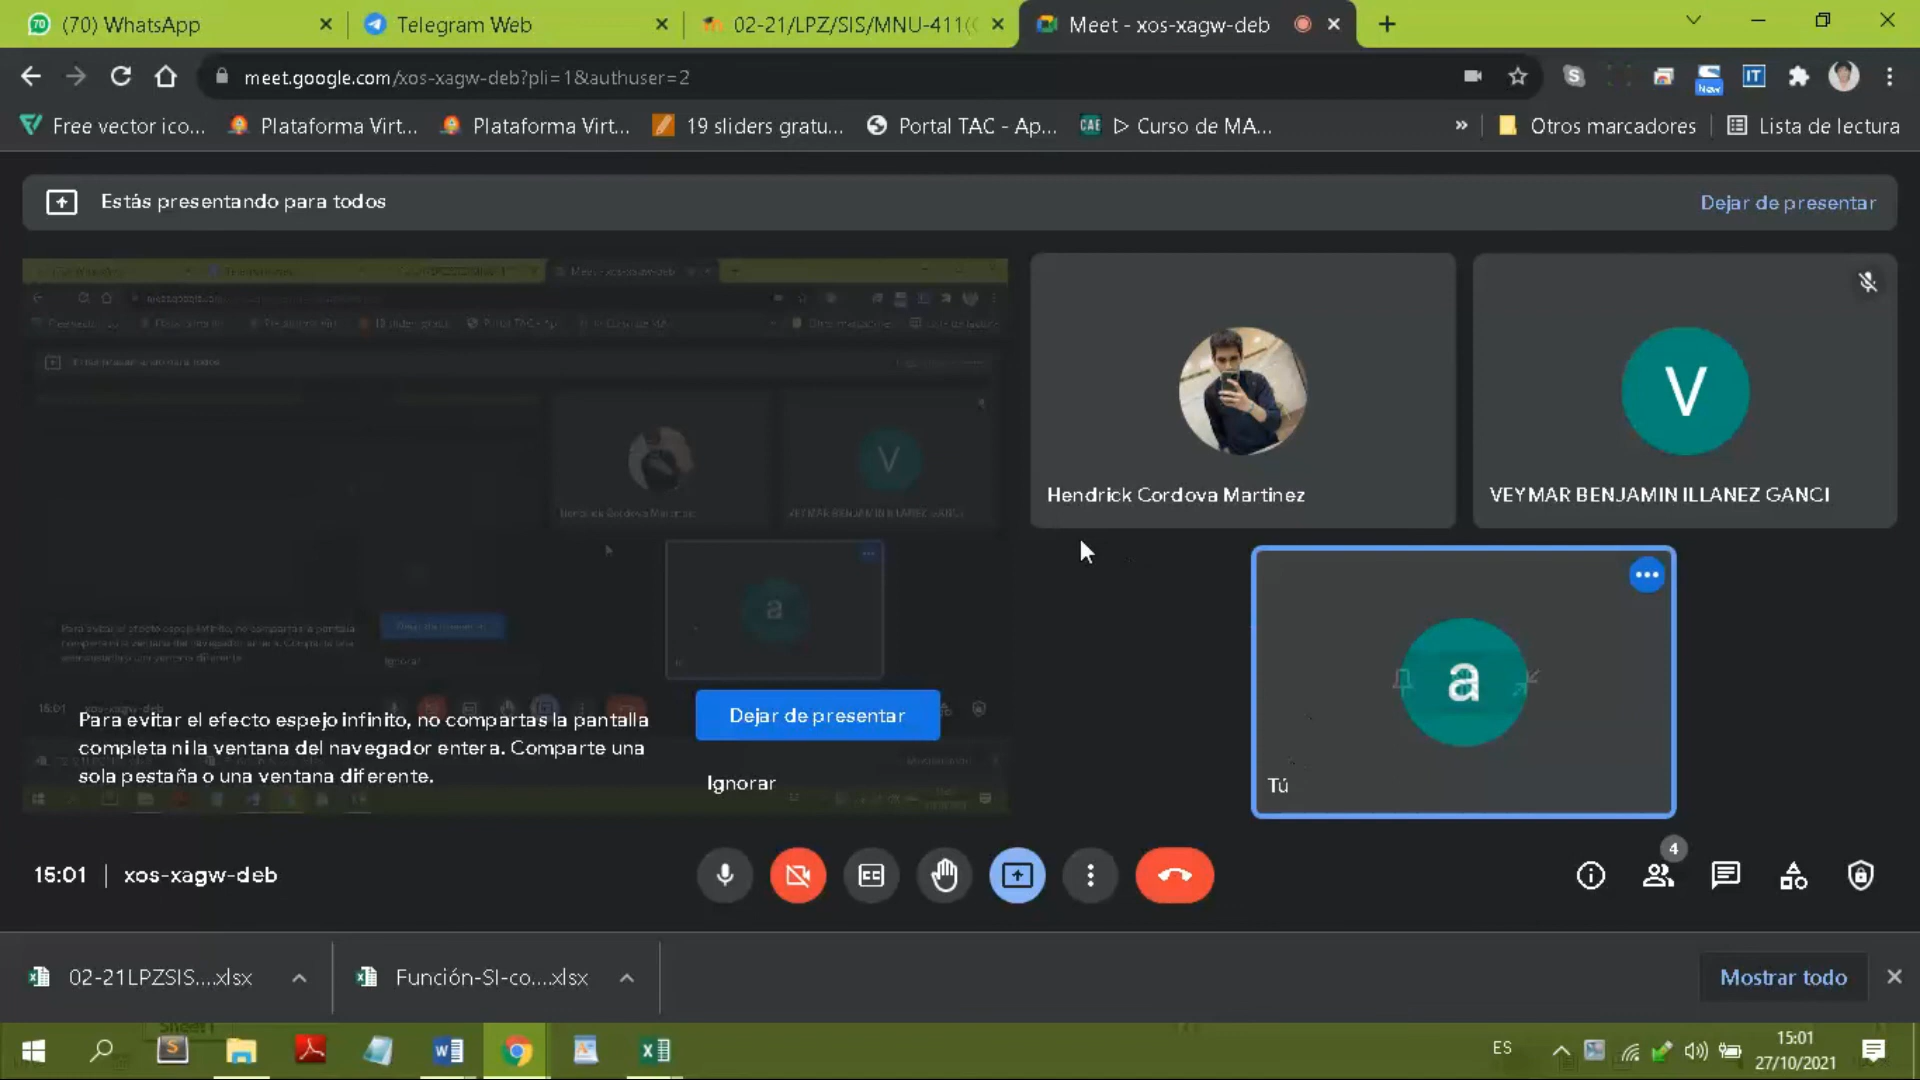 (70) WhatsApp
Telegram Web
02-21/LPZ/SIS/MNU-411(
Meet - xos-xagw-deb
meet.google.com/xos-xagw-deb?pli=1&authuser=2
New
IT
Free vector ico...
Plataforma Virt...
Plataforma Virt...
19 sliders gratu...
Portal TAC - Ap...
CAE
Curso de MA...
»
Otros marcadores
Lista de lectura
Estás presentando para todos
Dejar de presentar
V
Hendrick Cordova Martinez
VEYMAR BENJAMIN ILLANEZ GANCI
a
Tú
Para evitar el efecto espejo infinito, no compartas la pantalla
completa ni la ventana del navegador entera. Comparte una
sola pestaña o una ventana diferente.
Dejar de presentar
Ignorar
15:01 | xos-xagw-deb
4
02-21LPZSIS....xlsx
Función-SI-co....xlsx
Mostrar todo
ES
15:01
27/10/2021